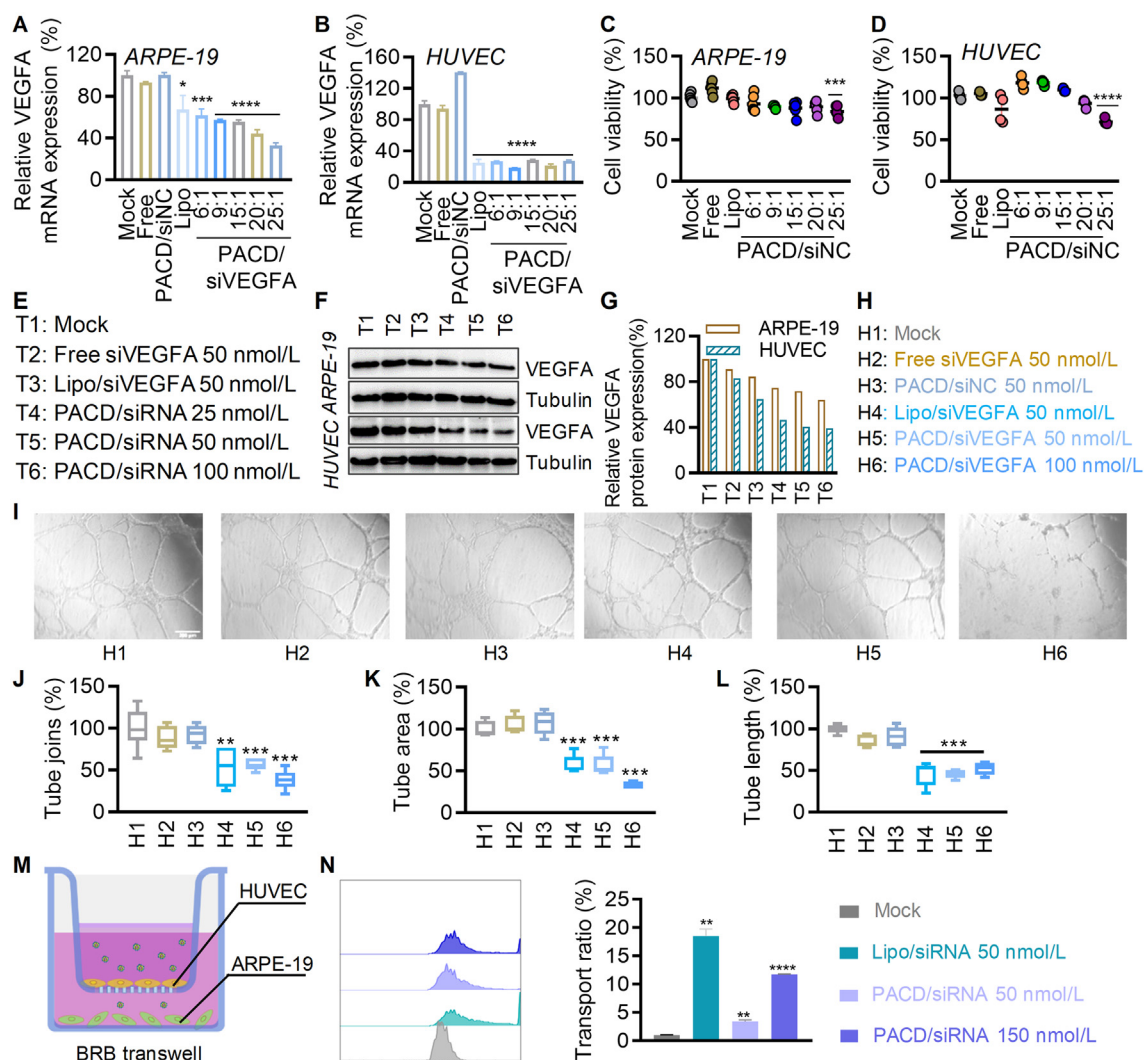 A
ARPE-19
Relative VEGFA
mRNA expression (%)
120
80
40
0
*
***
****
Mock
Free
PACD/siNC
Lipo
6:1
9:1
15:1
20:1
25:1
PACD/
siVEGFA
B
HUVEC
Relative VEGFA
mRNA expression (%)
160
120
80
40
0
****
Mock
Free
PACD/siNC
Lipo
6:1
9:1
15:1
20:1
25:1
PACD/
siVEGFA
C
ARPE-19
Cell viability (%)
150
100
50
0
***
Mock
Free
Lipo
6:1
9:1
15:1
20:1
25:1
PACD/siNC
D
HUVEC
Cell viability (%)
150
100
50
0
****
Mock
Free
Lipo
6:1
9:1
15:1
20:1
25:1
PACD/siNC
E
T1: Mock
T2: Free siVEGFA 50 nmol/L
T3: Lipo/siVEGFA 50 nmol/L
T4: PACD/siRNA 25 nmol/L
T5: PACD/siRNA 50 nmol/L
T6: PACD/siRNA 100 nmol/L
F
T1 T2 T3 T4 T5 T6
HUVEC ARPE-19
VEGFA
Tubulin
VEGFA
Tubulin
G
ARPE-19
HUVEC
Relative VEGFA
protein expression(%)
120
80
40
0
T1
T2
T3
T4
T5
T6
H
H1: Mock
H2: Free siVEGFA 50 nmol/L
H3: PACD/siNC 50 nmol/L
H4: Lipo/siVEGFA 50 nmol/L
H5: PACD/siVEGFA 50 nmol/L
H6: PACD/siVEGFA 100 nmol/L
I
H1 H2 H3 H4 H5 H6
J
Tube joins (%)
150
100
50
0
**
***
***
H1
H2
H3
H4
H5
H6
K
Tube area (%)
150
100
50
0
***
***
***
H1
H2
H3
H4
H5
H6
L
Tube length (%)
150
100
50
0
***
H1
H2
H3
H4
H5
H6
M
HUVEC
ARPE-19
BRB transwell
N
Transport ratio (%)
25
20
15
10
5
0
**
**
****
Mock
Lipo/siRNA 50 nmol/L
PACD/siRNA 50 nmol/L
PACD/siRNA 150 nmol/L